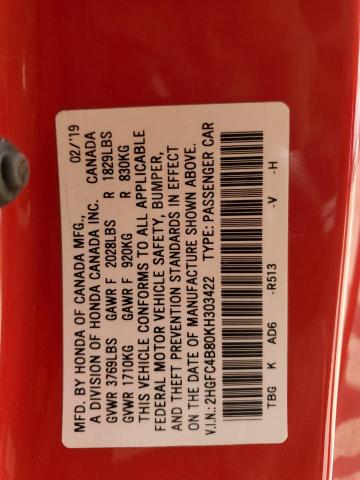 MFD. BY HONDA OF CANADA MFG., 02/'19
A DIVISION OF HONDA CANADA INC. CANADA
GVWR 3769LBS GAWR F 2028LBS R 1829LBS
GVWR 1710KG GAWR F 920KG R 830KG
THIS VEHICLE CONFORMS TO ALL APPLICABLE
FEDERAL MOTOR VEHICLE SAFETY, BUMPER,
AND THEFT PREVENTION STANDARDS IN EFFECT
ON THE DATE OF MANUFACTURE SHOWN ABOVE.
V.I.N.: 2HGFC4B80KH303422 TYPE: PASSENGER CAR
TBG K AD6 -R513 -V -H